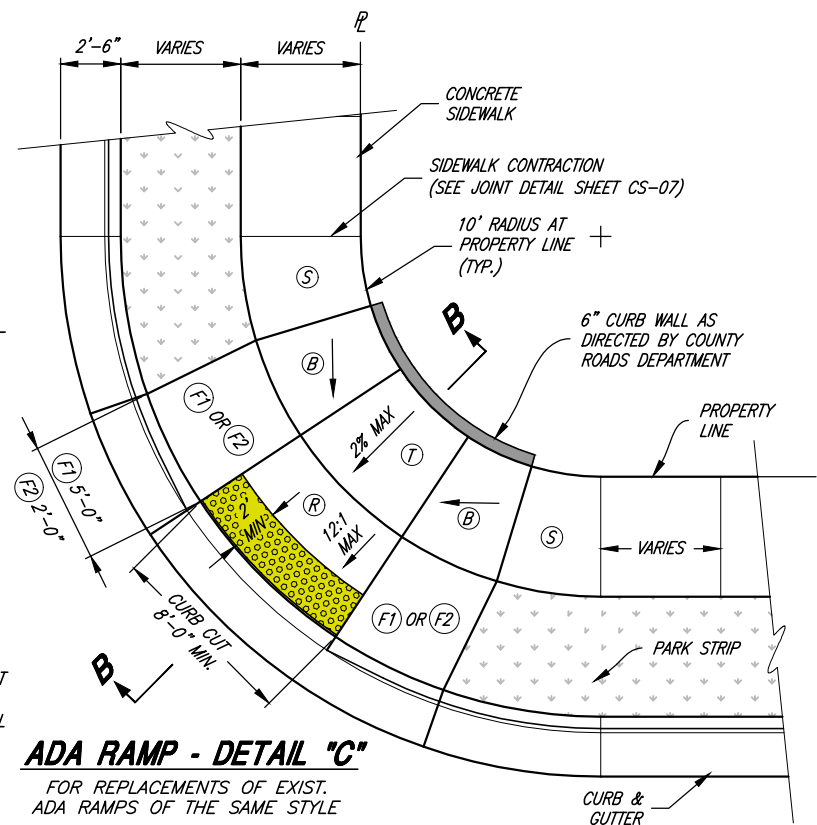 2'-6"
VARIES
VARIES
PL
CONCRETE
SIDEWALK
SIDEWALK CONTRACTION
(SEE JOINT DETAIL SHEET CS-07)
10' RADIUS AT
PROPERTY LINE
(TYP.)
S
B
6" CURB WALL AS
DIRECTED BY COUNTY
ROADS DEPARTMENT
B
F1 OR F2
PROPERTY
LINE
2% MAX
T
F1 5'-0"
F2 2'-0"
2'
MIN
R
12:1
MAX
B
S
VARIES
CURB CUT
8'-0" MIN.
F1 OR F2
PARK STRIP
B
T
L
ADA RAMP - DETAIL "C"
FOR REPLACEMENTS OF EXIST.
ADA RAMPS OF THE SAME STYLE
CURB &
GUTTER